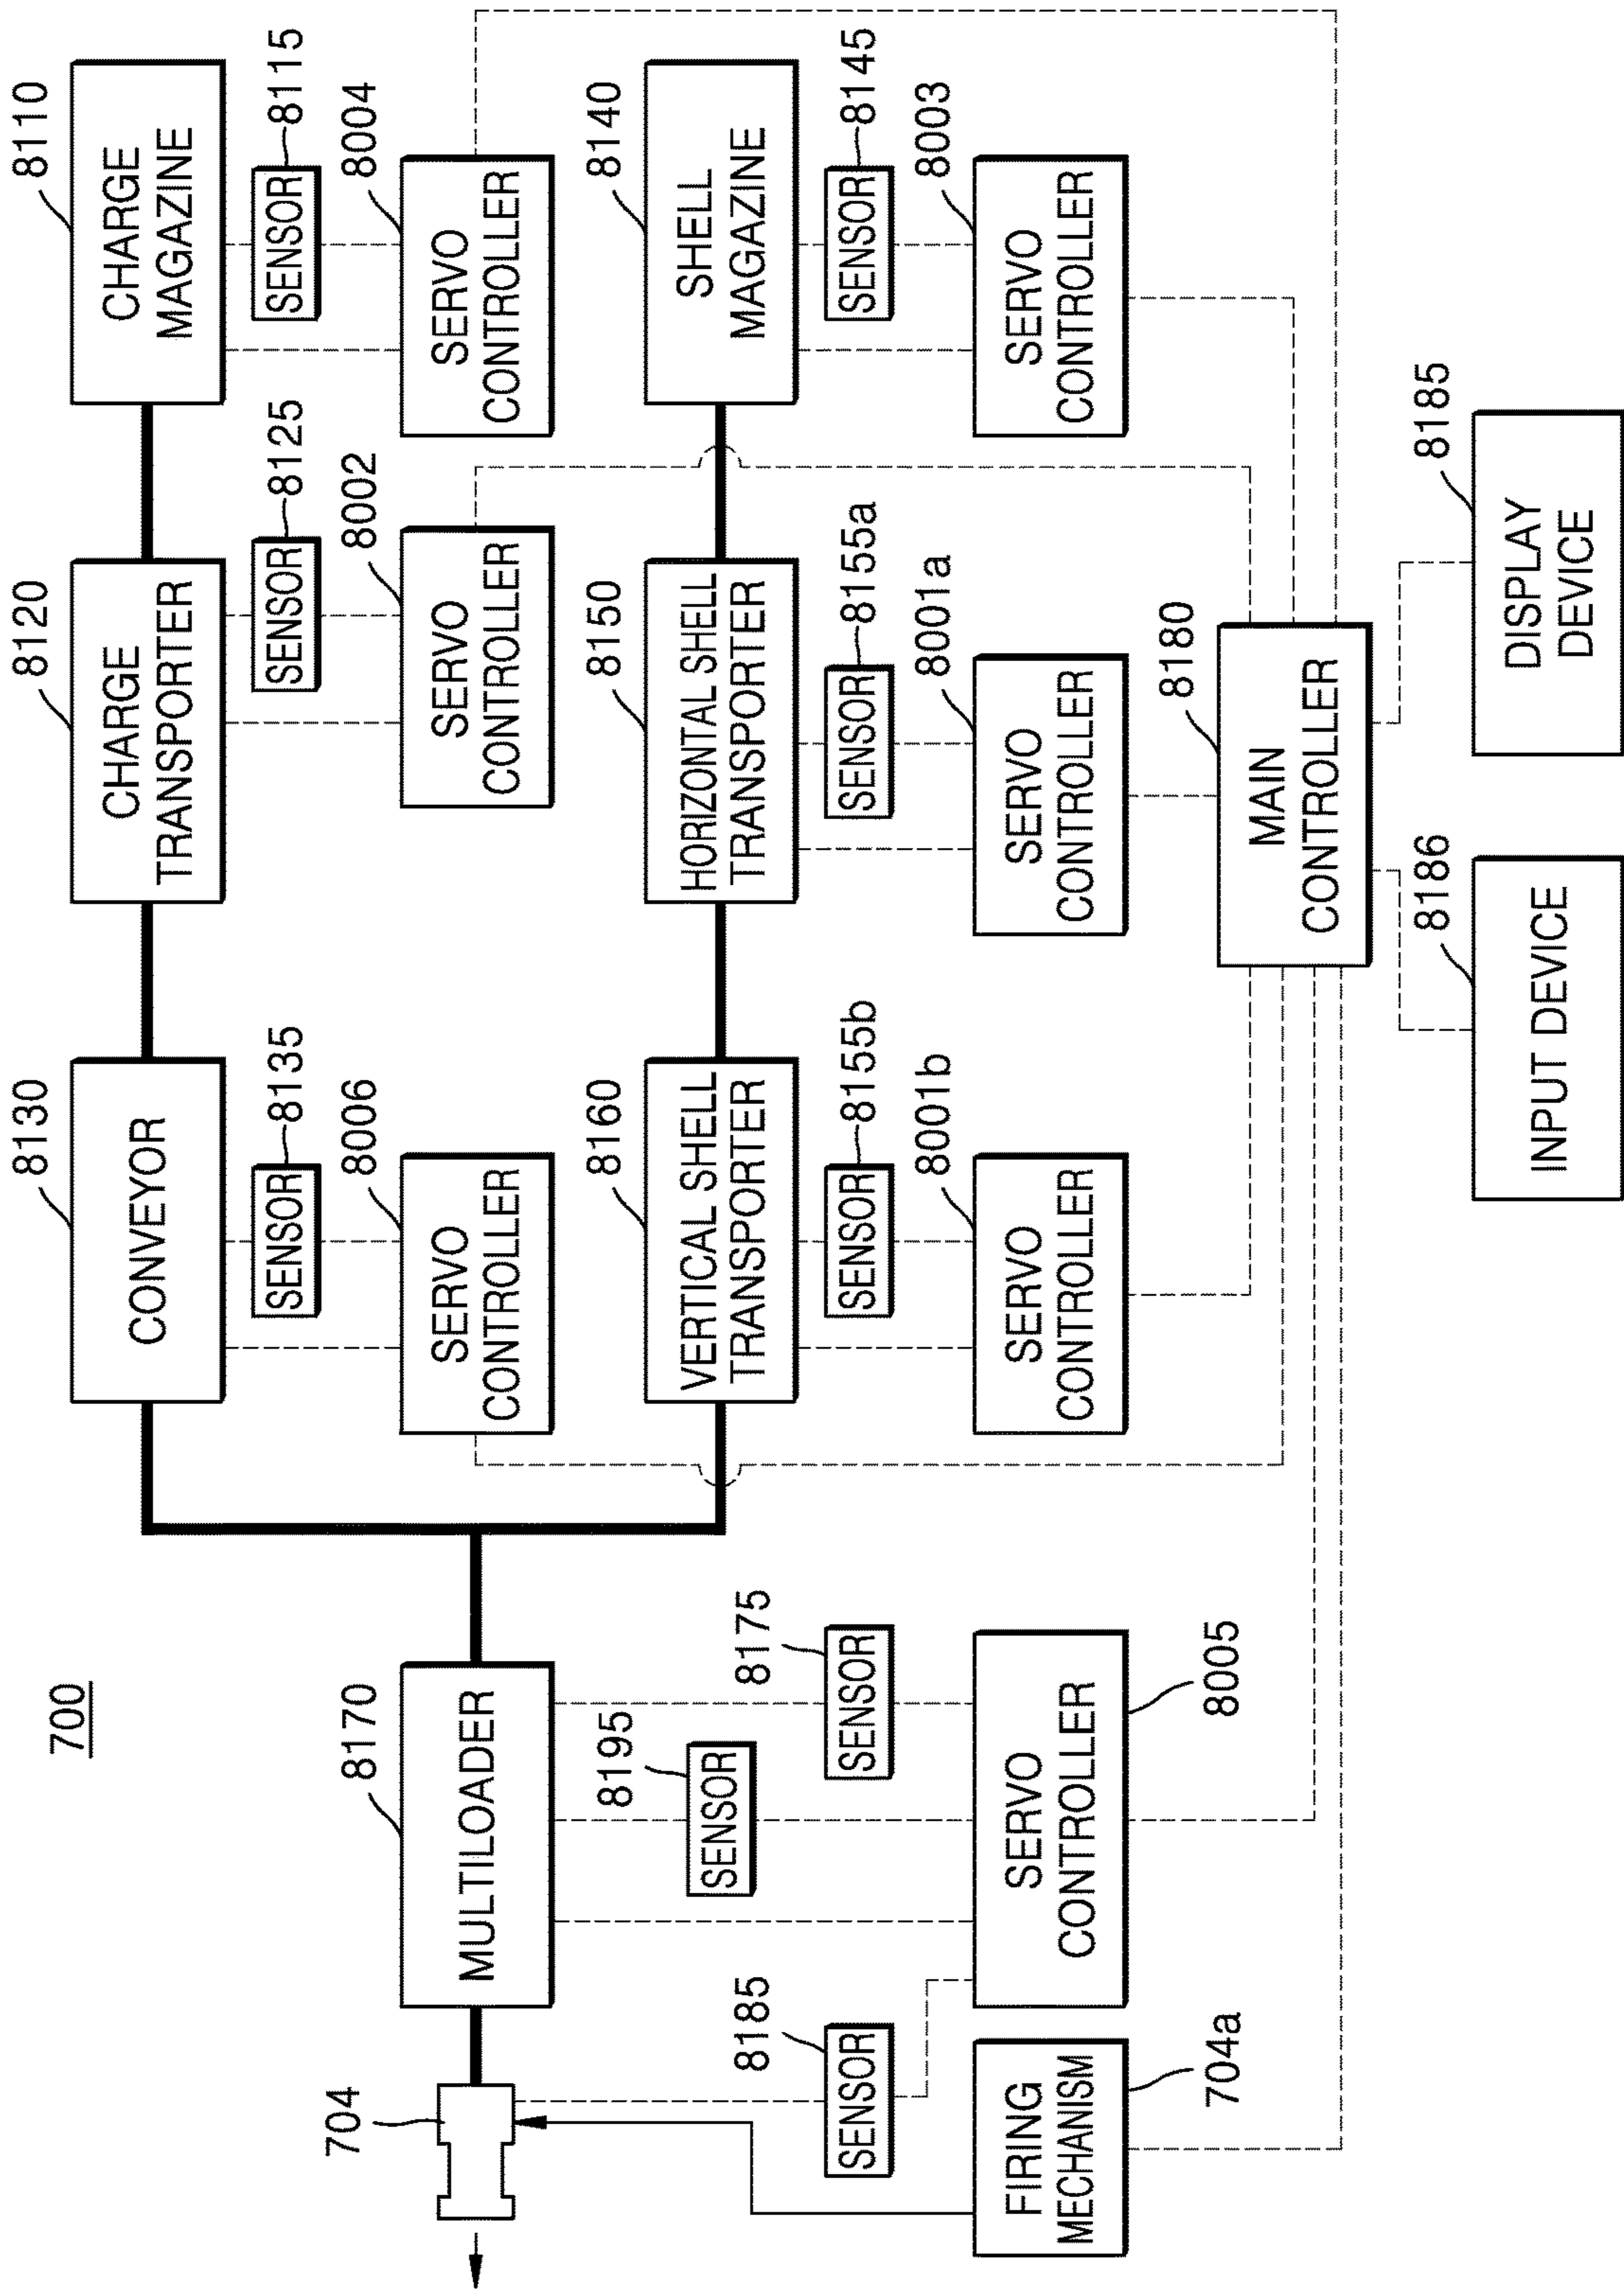 700
8130
8120
8110
CONVEYOR
CHARGE
TRANSPORTER
CHARGE
MAGAZINE
SENSOR
8135
SENSOR
8125
SENSOR
8115
8170
8006
8002
8004
704
MULTILOADER
SERVO
CONTROLLER
SERVO
CONTROLLER
SERVO
CONTROLLER
8160
8150
8140
8195
SENSOR
VERTICAL SHELL
TRANSPORTER
HORIZONTAL SHELL
TRANSPORTER
SHELL
MAGAZINE
8185
8175
SENSOR
SENSOR
SENSOR
8155b
SENSOR
8155a
SENSOR
8145
8001b
8001a
8003
FIRING
MECHANISM
SERVO
CONTROLLER
SERVO
CONTROLLER
SERVO
CONTROLLER
SERVO
CONTROLLER
704a
8005
8180
MAIN
CONTROLLER
8186
8185
INPUT DEVICE
DISPLAY
DEVICE